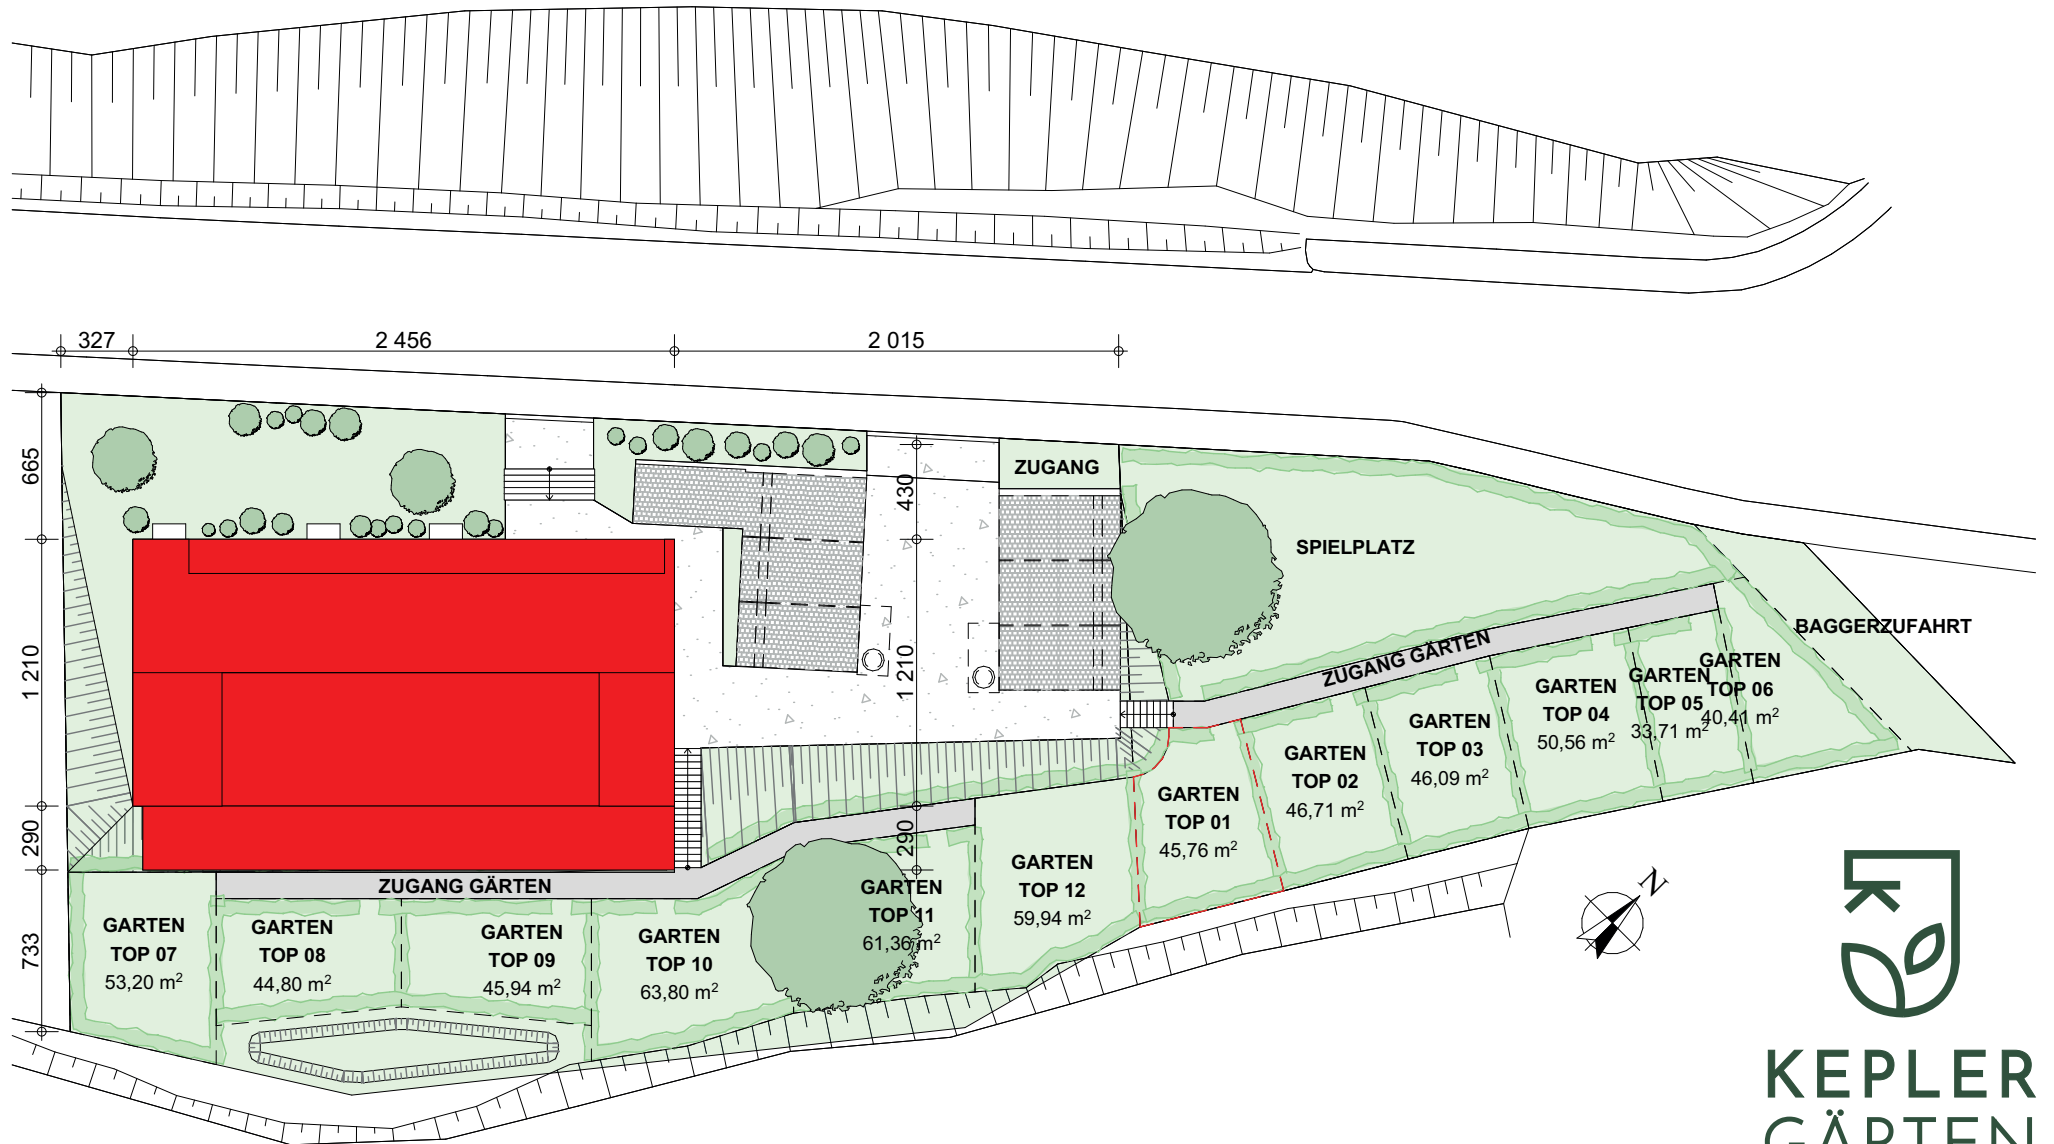 327
2 456
2 015
665
430
ZUGANG
SPIELPLATZ
BAGGERZUFAHRT
1 210
1 210
ZUGANG GÄRTEN
GARTEN
TOP 06
40,41 m²
GARTEN
TOP 05
33,71 m²
GARTEN
TOP 04
50,56 m²
GARTEN
TOP 03
46,09 m²
GARTEN
TOP 02
46,71 m²
GARTEN
TOP 01
45,76 m²
290
290
ZUGANG GÄRTEN
GARTEN
TOP 12
59,94 m²
GARTEN
TOP 11
61,36 m²
GARTEN
TOP 10
63,80 m²
GARTEN
TOP 09
45,94 m²
GARTEN
TOP 08
44,80 m²
GARTEN
TOP 07
53,20 m²
733
N
KEPLER
GÄRTEN